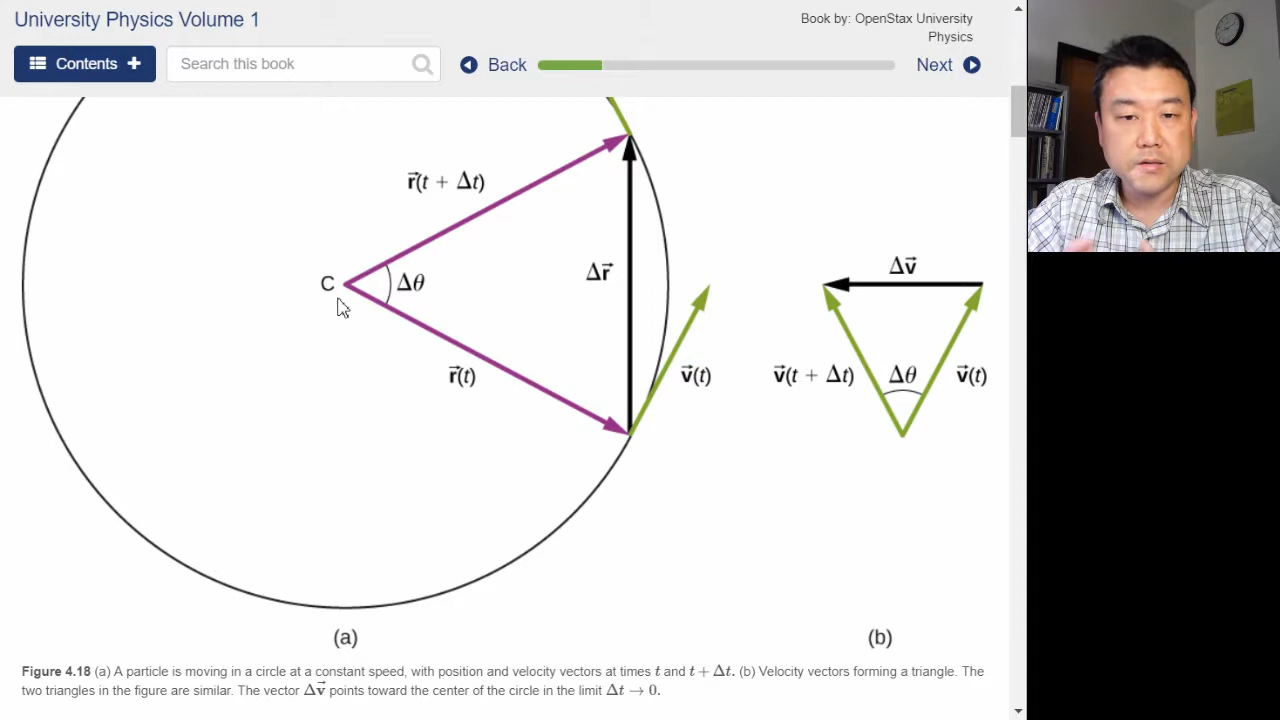 University Physics Volume 1
Book by: OpenStax University
Physics
Contents
Search this book
Back
Next
r⃗(t + Δt)
C
Δθ
Δr⃗
r⃗(t)
v⃗(t)
Δv⃗
v⃗(t + Δt)
Δθ
v⃗(t)
(a)
(b)
Figure 4.18 (a) A particle is moving in a circle at a constant speed, with position and velocity vectors at times t and t + Δt. (b) Velocity vectors forming a triangle. The
two triangles in the figure are similar. The vector Δv⃗ points toward the center of the circle in the limit Δt → 0.